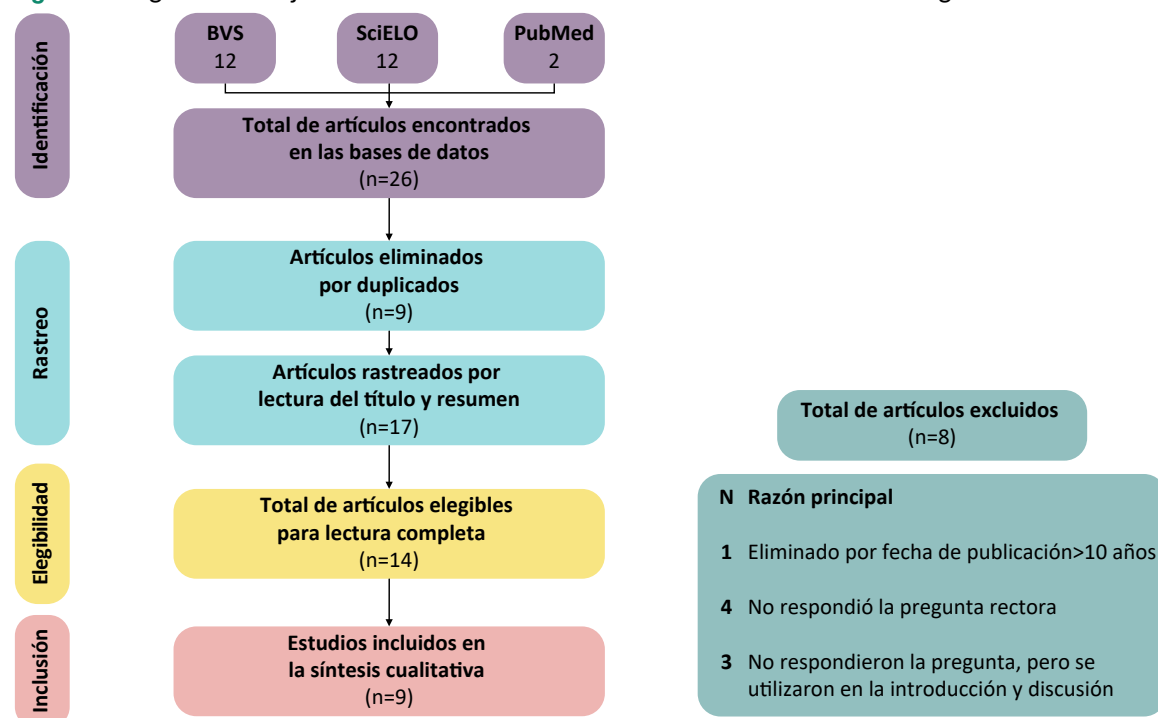 Identificación
BVS
12
SciELO
12
PubMed
2
Total de artículos encontrados
en las bases de datos
(n=26)
Rastreo
Artículos eliminados
por duplicados
(n=9)
Artículos rastreados por
lectura del título y resumen
(n=17)
Elegibilidad
Total de artículos elegibles
para lectura completa
(n=14)
Inclusión
Estudios incluidos en
la síntesis cualitativa
(n=9)
Total de artículos excluidos
(n=8)
N Razón principal
1 Eliminado por fecha de publicación>10 años
4 No respondió la pregunta rectora
3 No respondieron la pregunta, pero se
utilizaron en la introducción y discusión